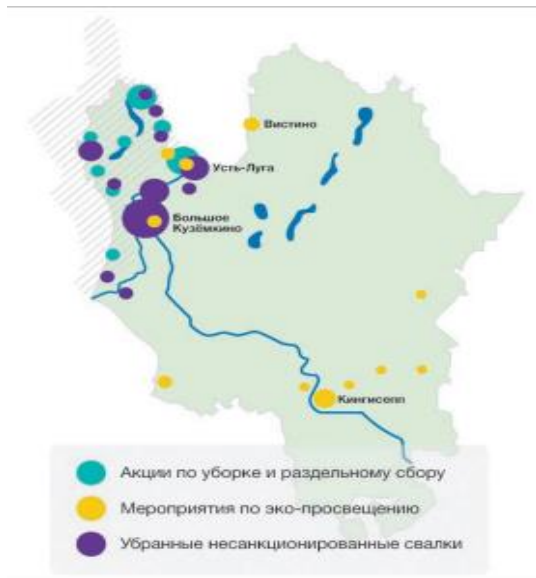 Вистино
Усть-Луга
Большое
Кузёмкино
Кингисепп
Акции по уборке и раздельному сбору
Мероприятия по эко-просвещению
Убранные несанкционированные свалки